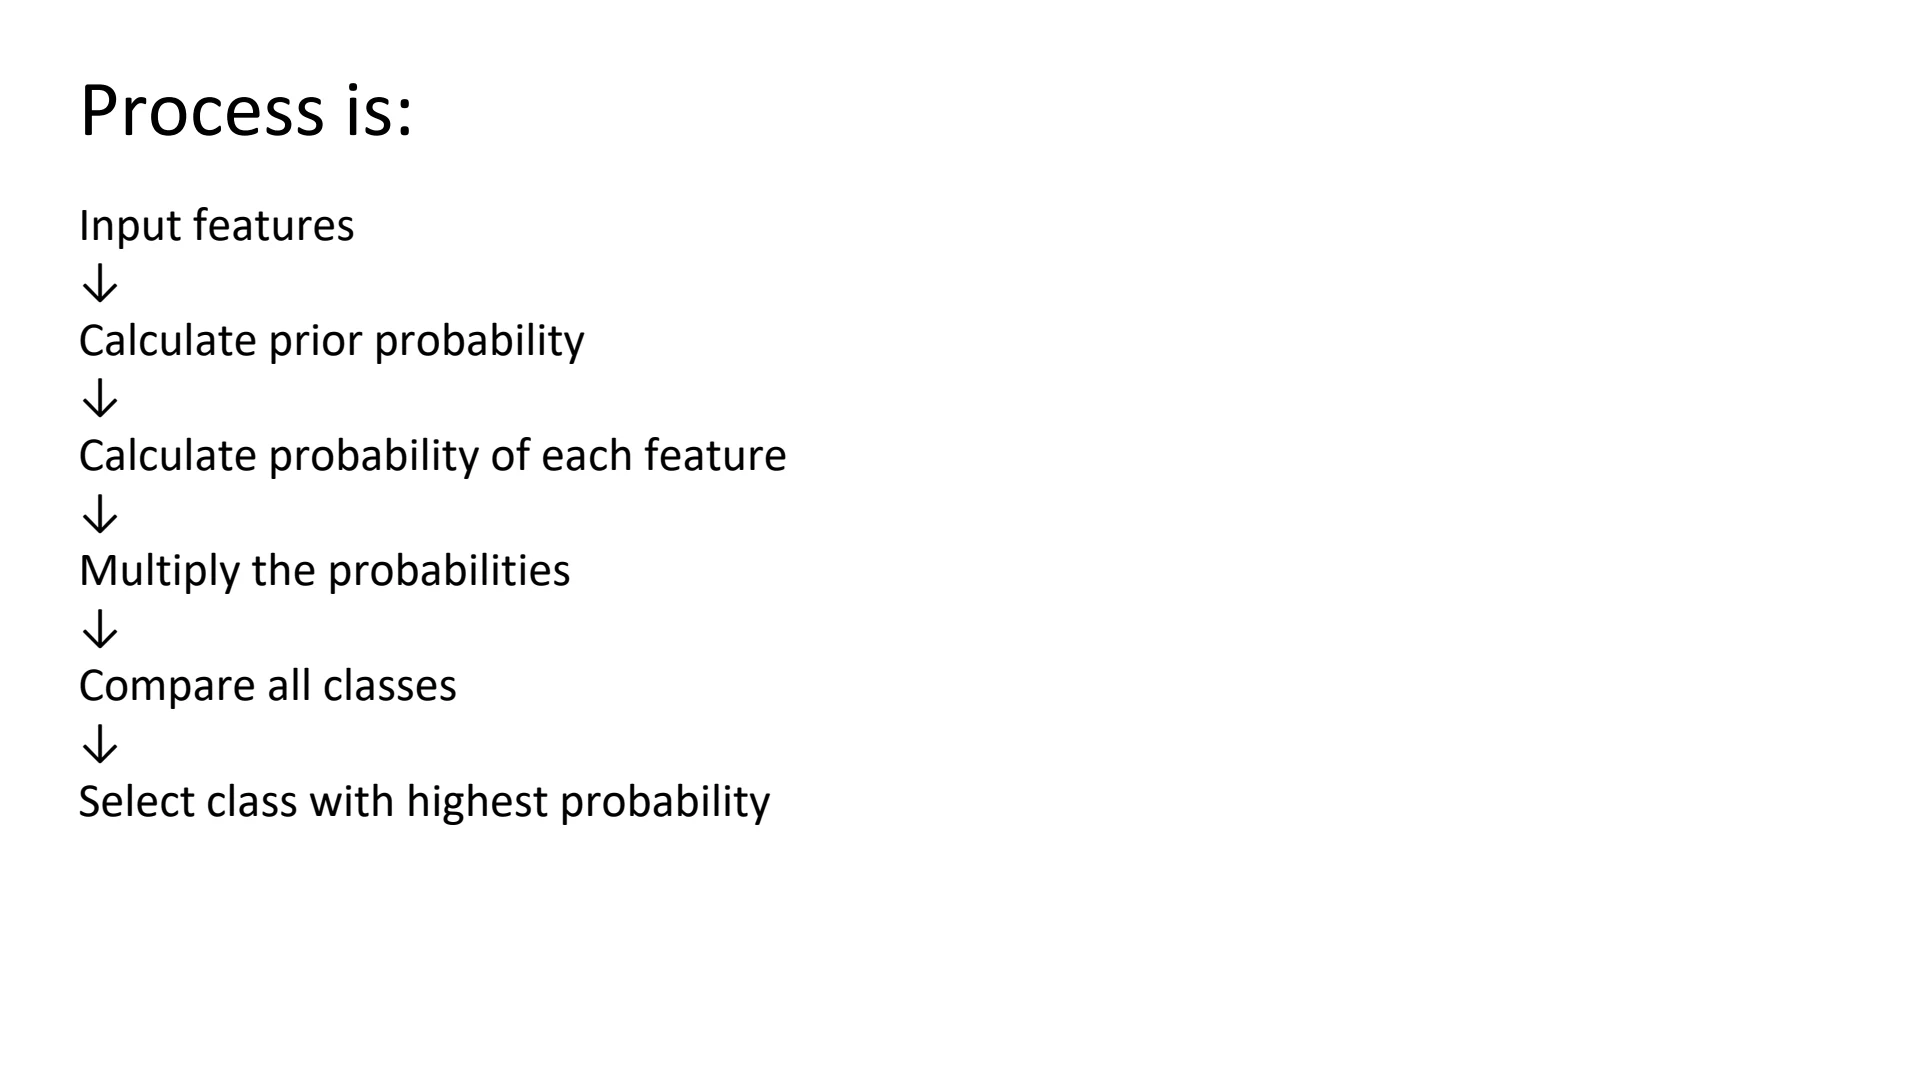 Process is:
Input features
↓
Calculate prior probability
↓
Calculate probability of each feature
↓
Multiply the probabilities
↓
Compare all classes
↓
Select class with highest probability